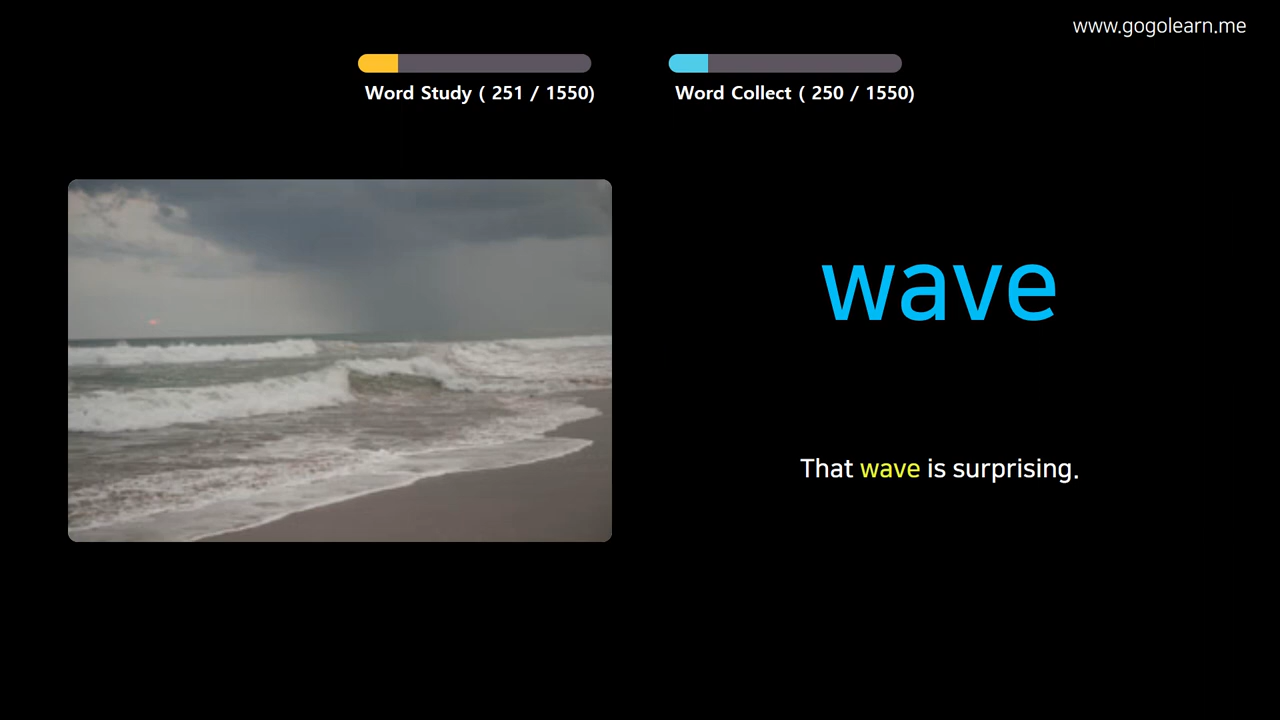 www.gogolearn.me
Word Study ( 251 / 1550)
Word Collect ( 250 / 1550)
wave
That wave is surprising.